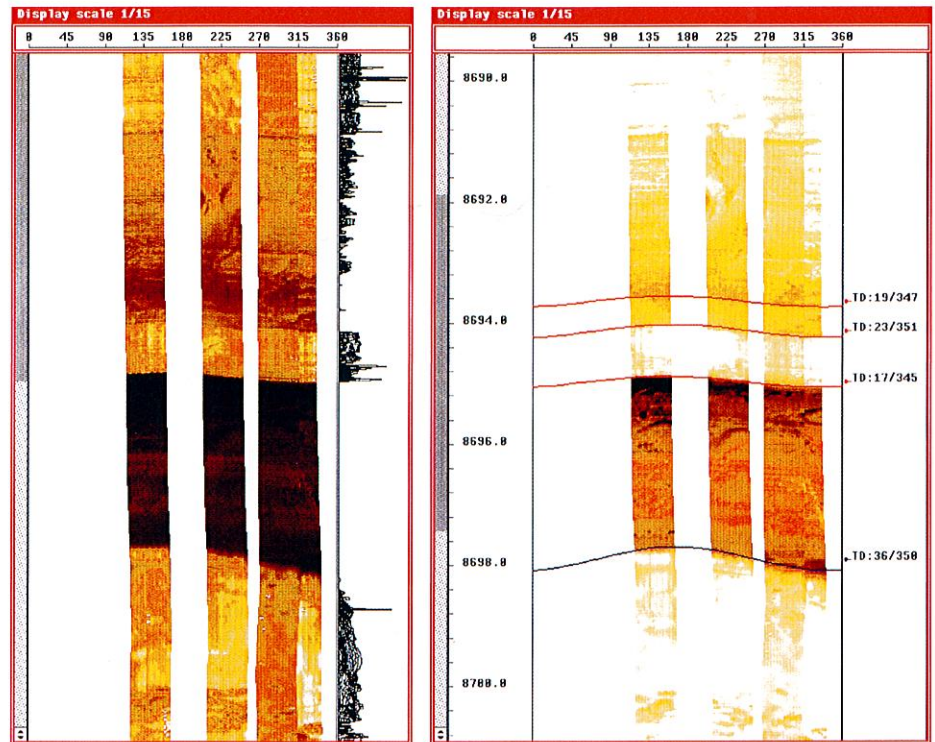 Display scale 1/15
0 45 90 135 180 225 270 315 360
Display scale 1/15
0 45 90 135 180 225 270 315 360
8690.0
8692.0
TD:19/347
8694.0
TD:23/351
TD:17/345
8696.0
TD:36/350
8698.0
8700.0